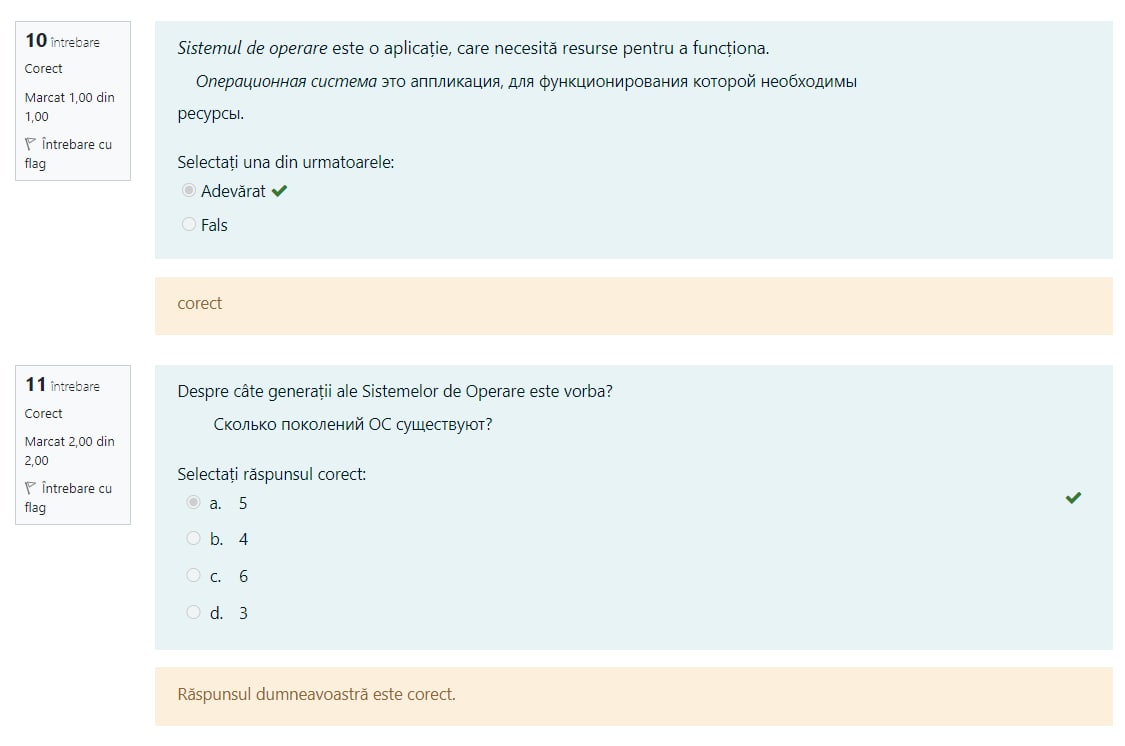 10 întrebare
Corect
Marcat 1,00 din
1,00
Întrebare cu
flag
Sistemul de operare este o aplicație, care necesită resurse pentru a funcționa.
Операционная система это аппликация, для функционирования которой необходимы
ресурсы.
Selectați una din urmatoarele:
Adevărat
Fals
corect
11 întrebare
Corect
Marcat 2,00 din
2,00
Întrebare cu
flag
Despre câte generații ale Sistemelor de Operare este vorba?
Сколько поколений ОС существуют?
Selectați răspunsul corect:
a. 5
b. 4
c. 6
d. 3
Răspunsul dumneavoastră este corect.